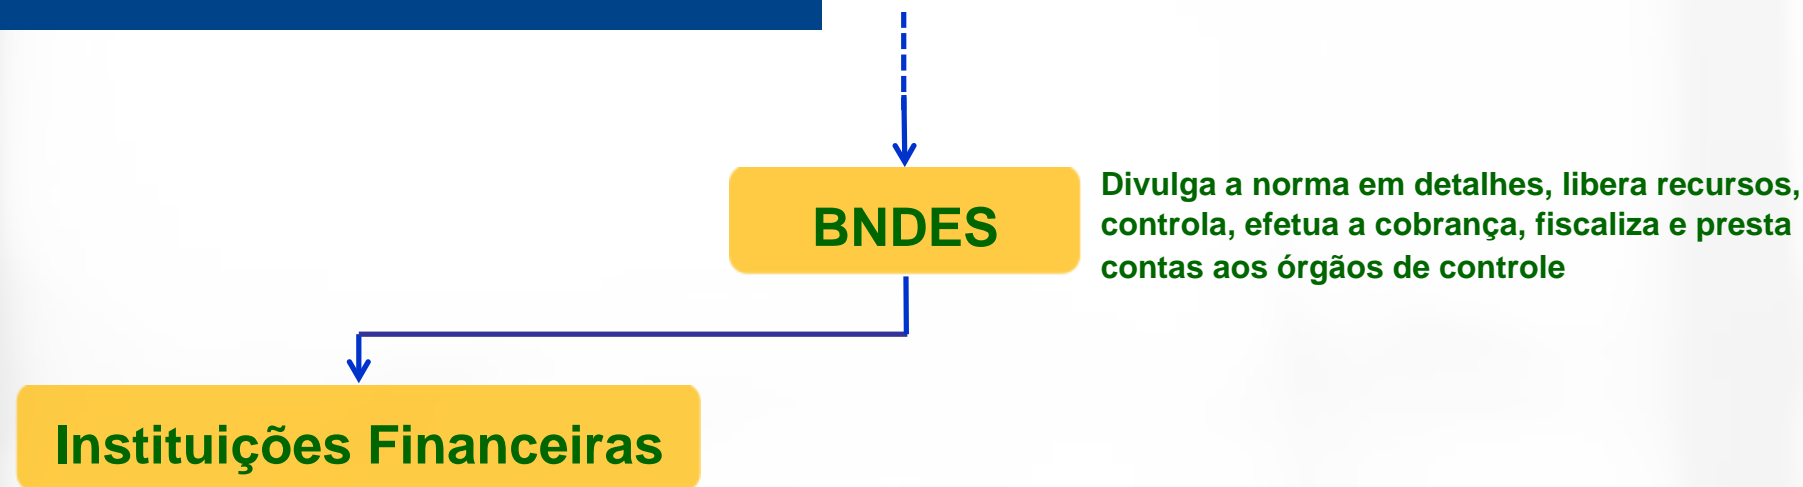 BNDES
Divulga a norma em detalhes, libera recursos,
controla, efetua a cobrança, fiscaliza e presta
contas aos órgãos de controle
Instituições Financeiras